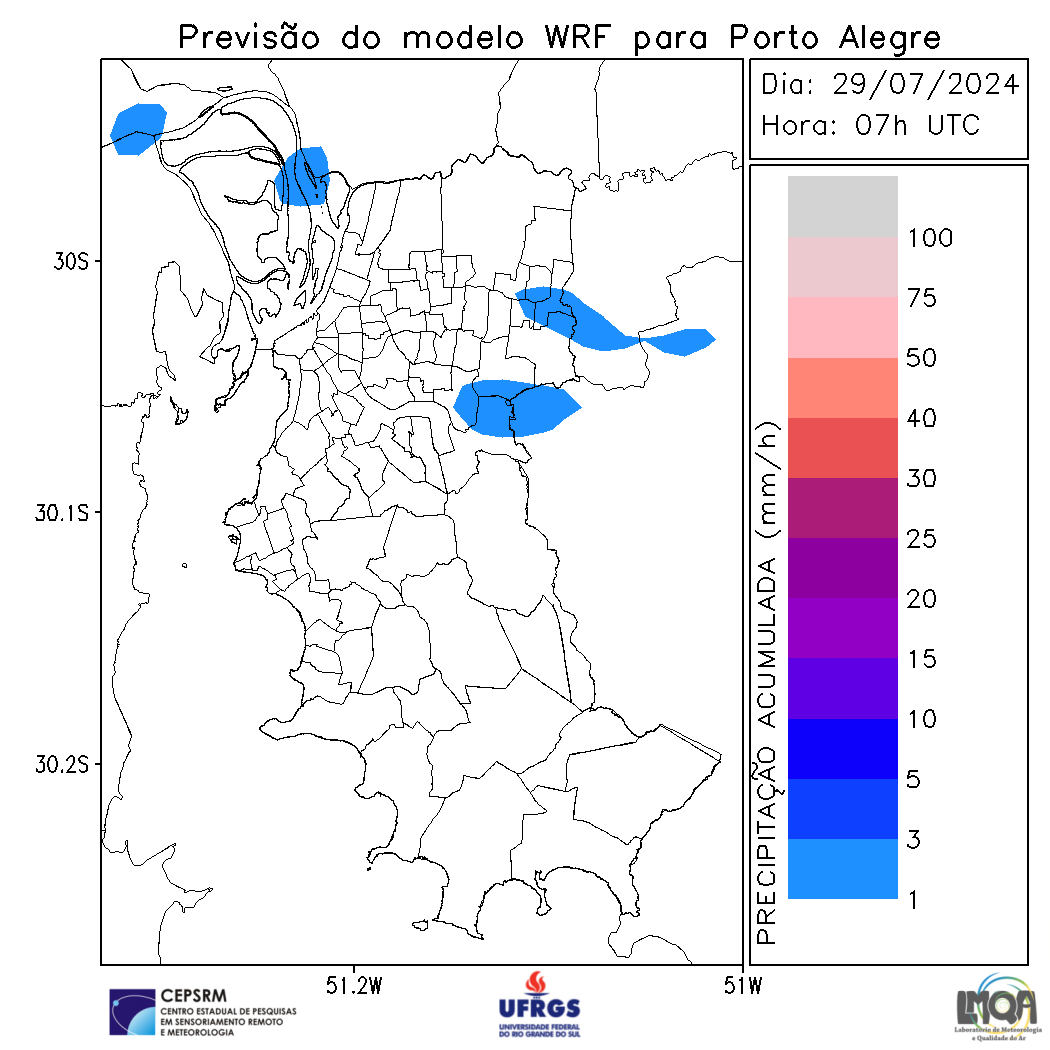 Previsão do modelo WRF para Porto Alegre
Dia: 29/07/2024
Hora: 07h UTC
100
75
50
40
30
25
20
15
10
5
3
1
PRECIPITAÇÃO ACUMULADA (mm/h)
30S
30.1S
30.2S
51.2W
51W
CEPSRM
CENTRO ESTADUAL DE PESQUISAS
EM SENSORIAMENTO REMOTO
E METEOROLOGIA
UFRGS
UNIVERSIDADE FEDERAL
DO RIO GRANDE DO SUL
LMQA
Laboratório de Meteorologia
e Qualidade do Ar